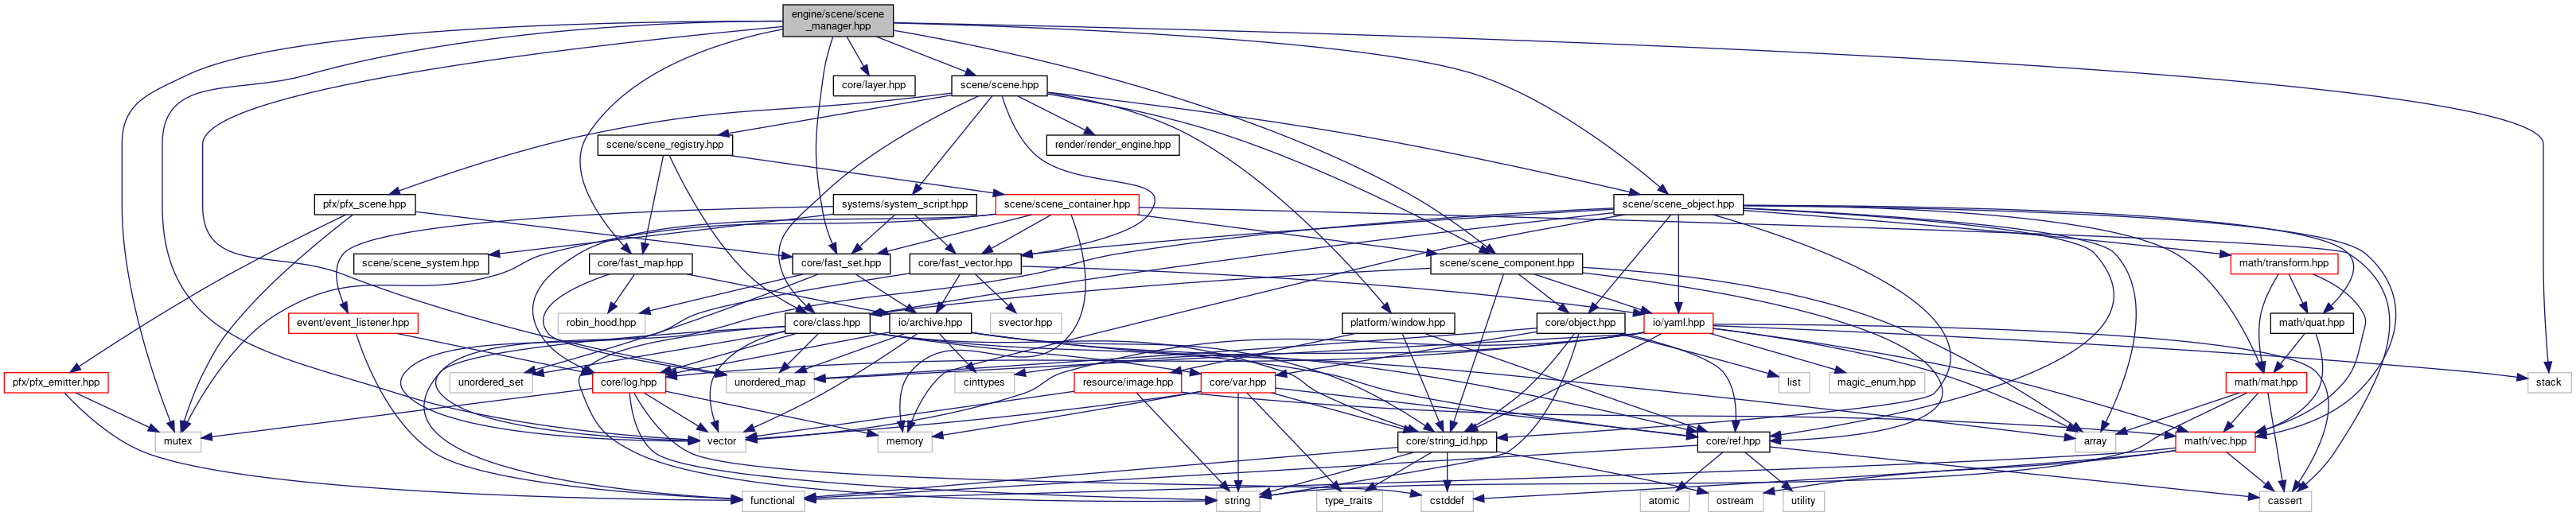 engine/scene/scene
_manager.hpp
core/layer.hpp
scene/scene.hpp
scene/scene_registry.hpp
render/render_engine.hpp
pfx/pfx_scene.hpp
systems/system_script.hpp
scene/scene_container.hpp
scene/scene_object.hpp
scene/scene_system.hpp
core/fast_map.hpp
core/fast_set.hpp
core/fast_vector.hpp
scene/scene_component.hpp
math/transform.hpp
event/event_listener.hpp
robin_hood.hpp
core/class.hpp
io/archive.hpp
svector.hpp
platform/window.hpp
core/object.hpp
io/yaml.hpp
math/quat.hpp
pfx/pfx_emitter.hpp
unordered_set
core/log.hpp
unordered_map
cinttypes
resource/image.hpp
core/var.hpp
list
magic_enum.hpp
math/mat.hpp
stack
mutex
vector
memory
core/string_id.hpp
core/ref.hpp
array
math/vec.hpp
functional
string
type_traits
cstddef
atomic
ostream
utility
cassert